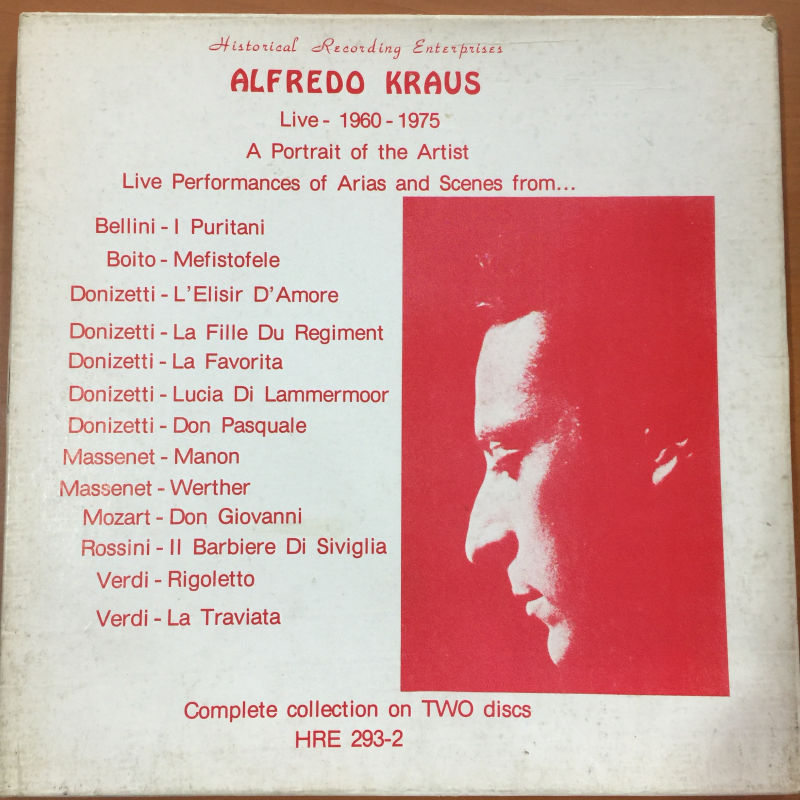 Historical Recording Enterprises
ALFREDO KRAUS
Live - 1960 - 1975
A Portrait of the Artist
Live Performances of Arias and Scenes from...
Bellini - I Puritani
Boito - Mefistofele
Donizetti - L'Elisir D'Amore
Donizetti - La Fille Du Regiment
Donizetti - La Favorita
Donizetti - Lucia Di Lammermoor
Donizetti - Don Pasquale
Massenet - Manon
Massenet - Werther
Mozart - Don Giovanni
Rossini - Il Barbiere Di Siviglia
Verdi - Rigoletto
Verdi - La Traviata
Complete collection on TWO discs
HRE 293-2